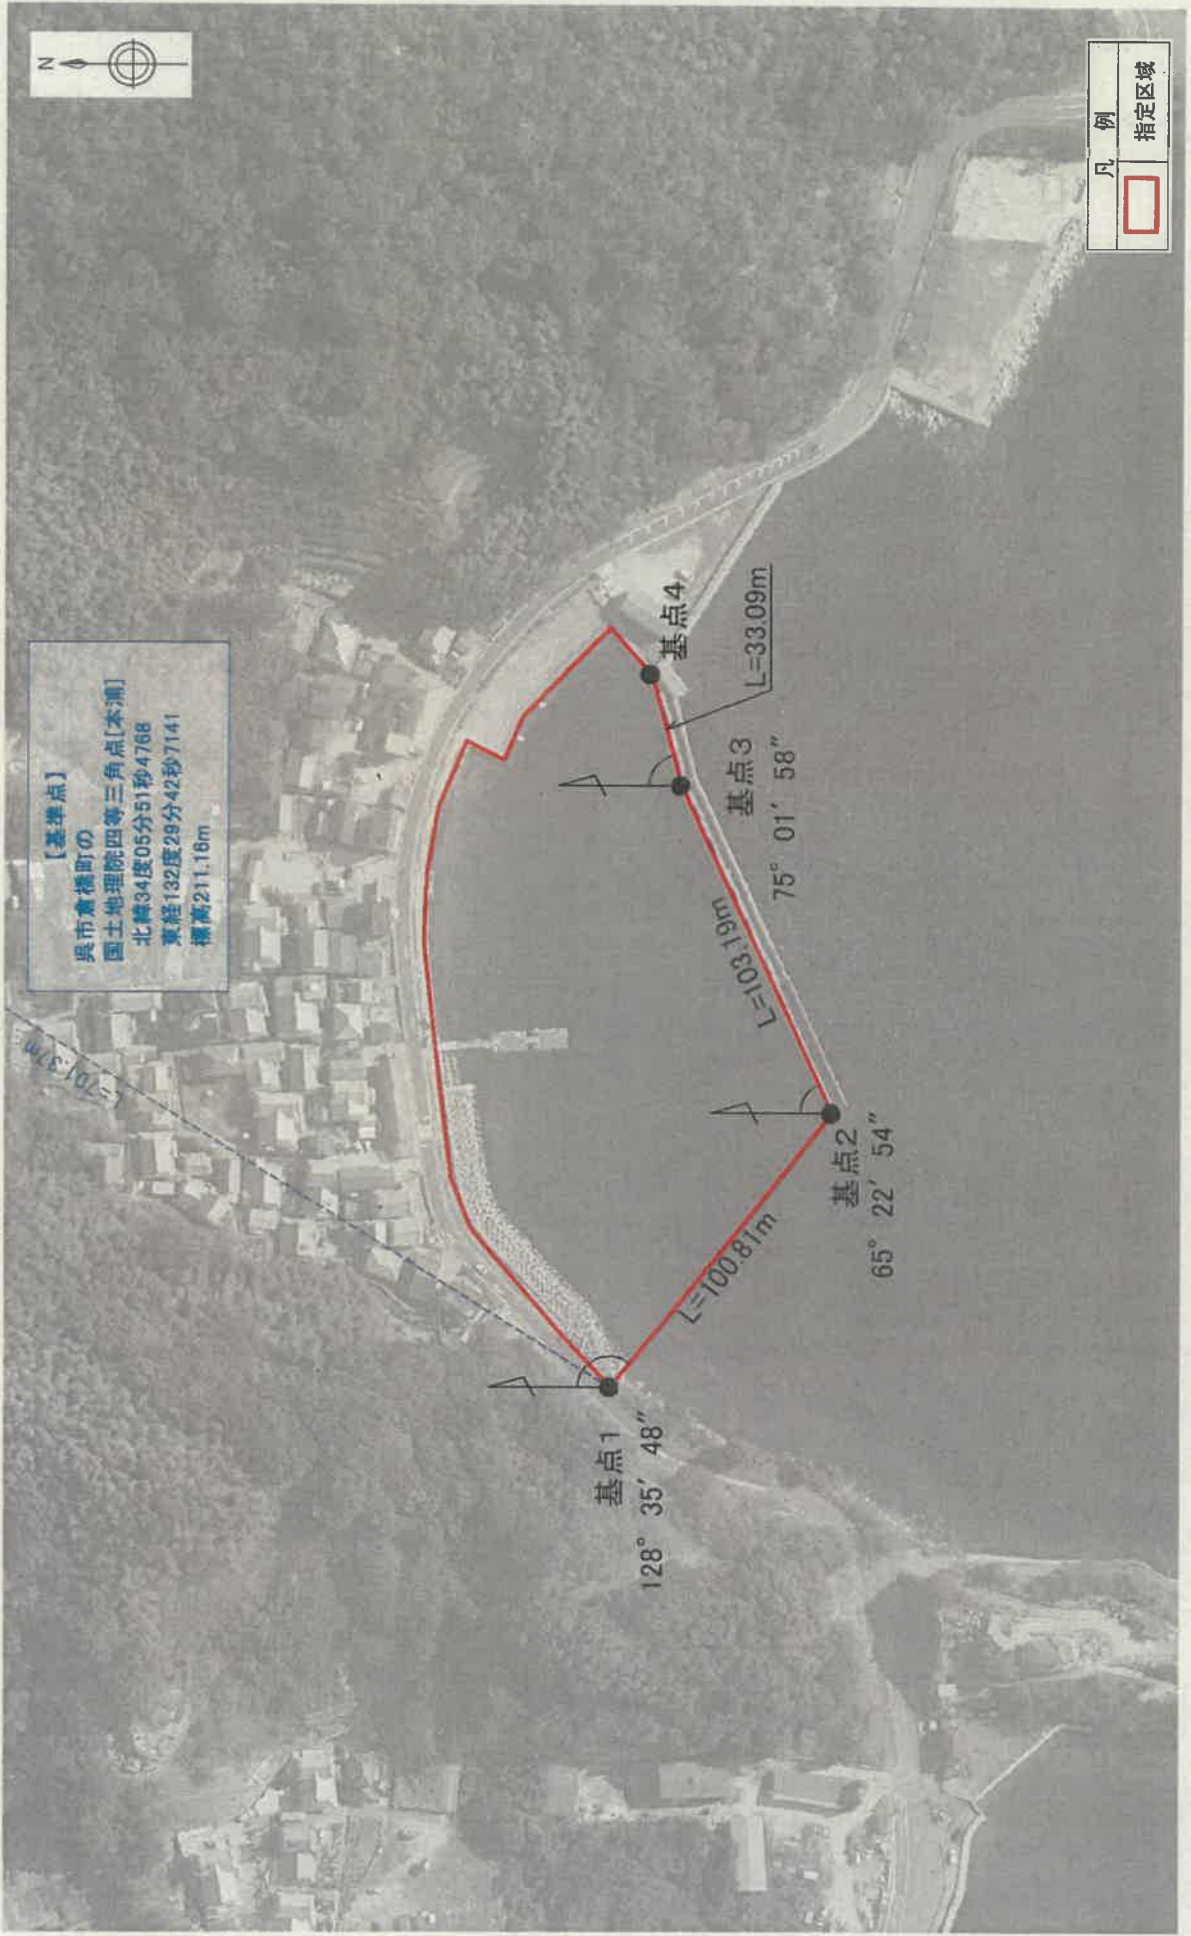 N
【基準点】
呉市倉橋町の
国土地理院四等三角点［本浦］
北緯34度05分51秒4768
東経132度29分42秒7141
標高211.16m
L=701.37m
基点1
128° 35′ 48″
L=100.81m
基点2
65° 22′ 54″
L=103.19m
基点3
75° 01′ 58″
L=33.09m
基点4
凡 例
指定区域